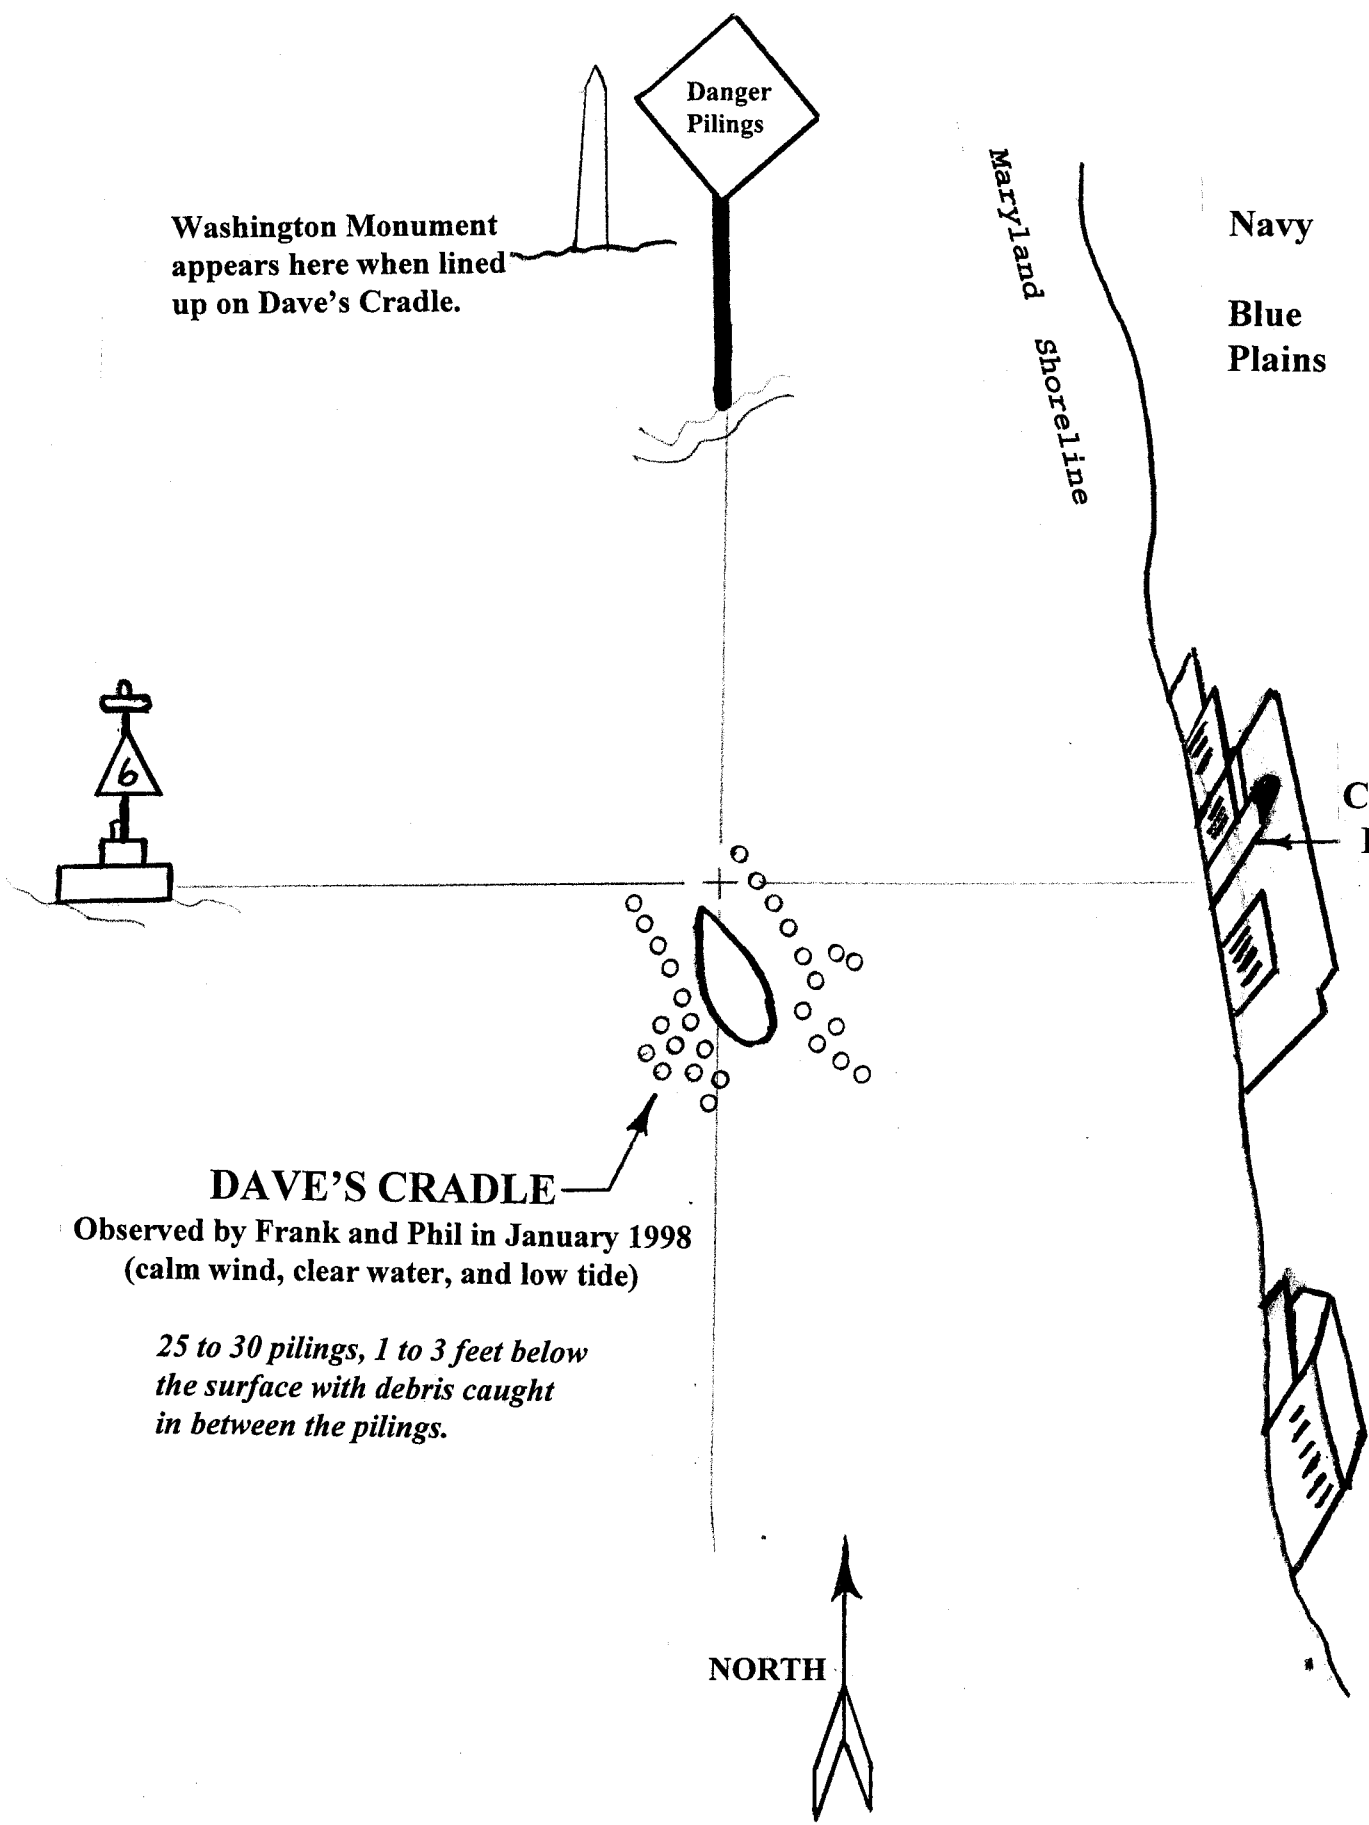 Danger
Pilings
Washington Monument
appears here when lined
up on Dave's Cradle.
Maryland Shoreline
Navy
Blue
Plains
6
C
DAVE'S CRADLE
Observed by Frank and Phil in January 1998
(calm wind, clear water, and low tide)
25 to 30 pilings, 1 to 3 feet below
the surface with debris caught
in between the pilings.
NORTH